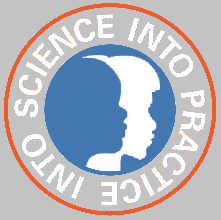 SCIENCE INTO PRACTICE INTO